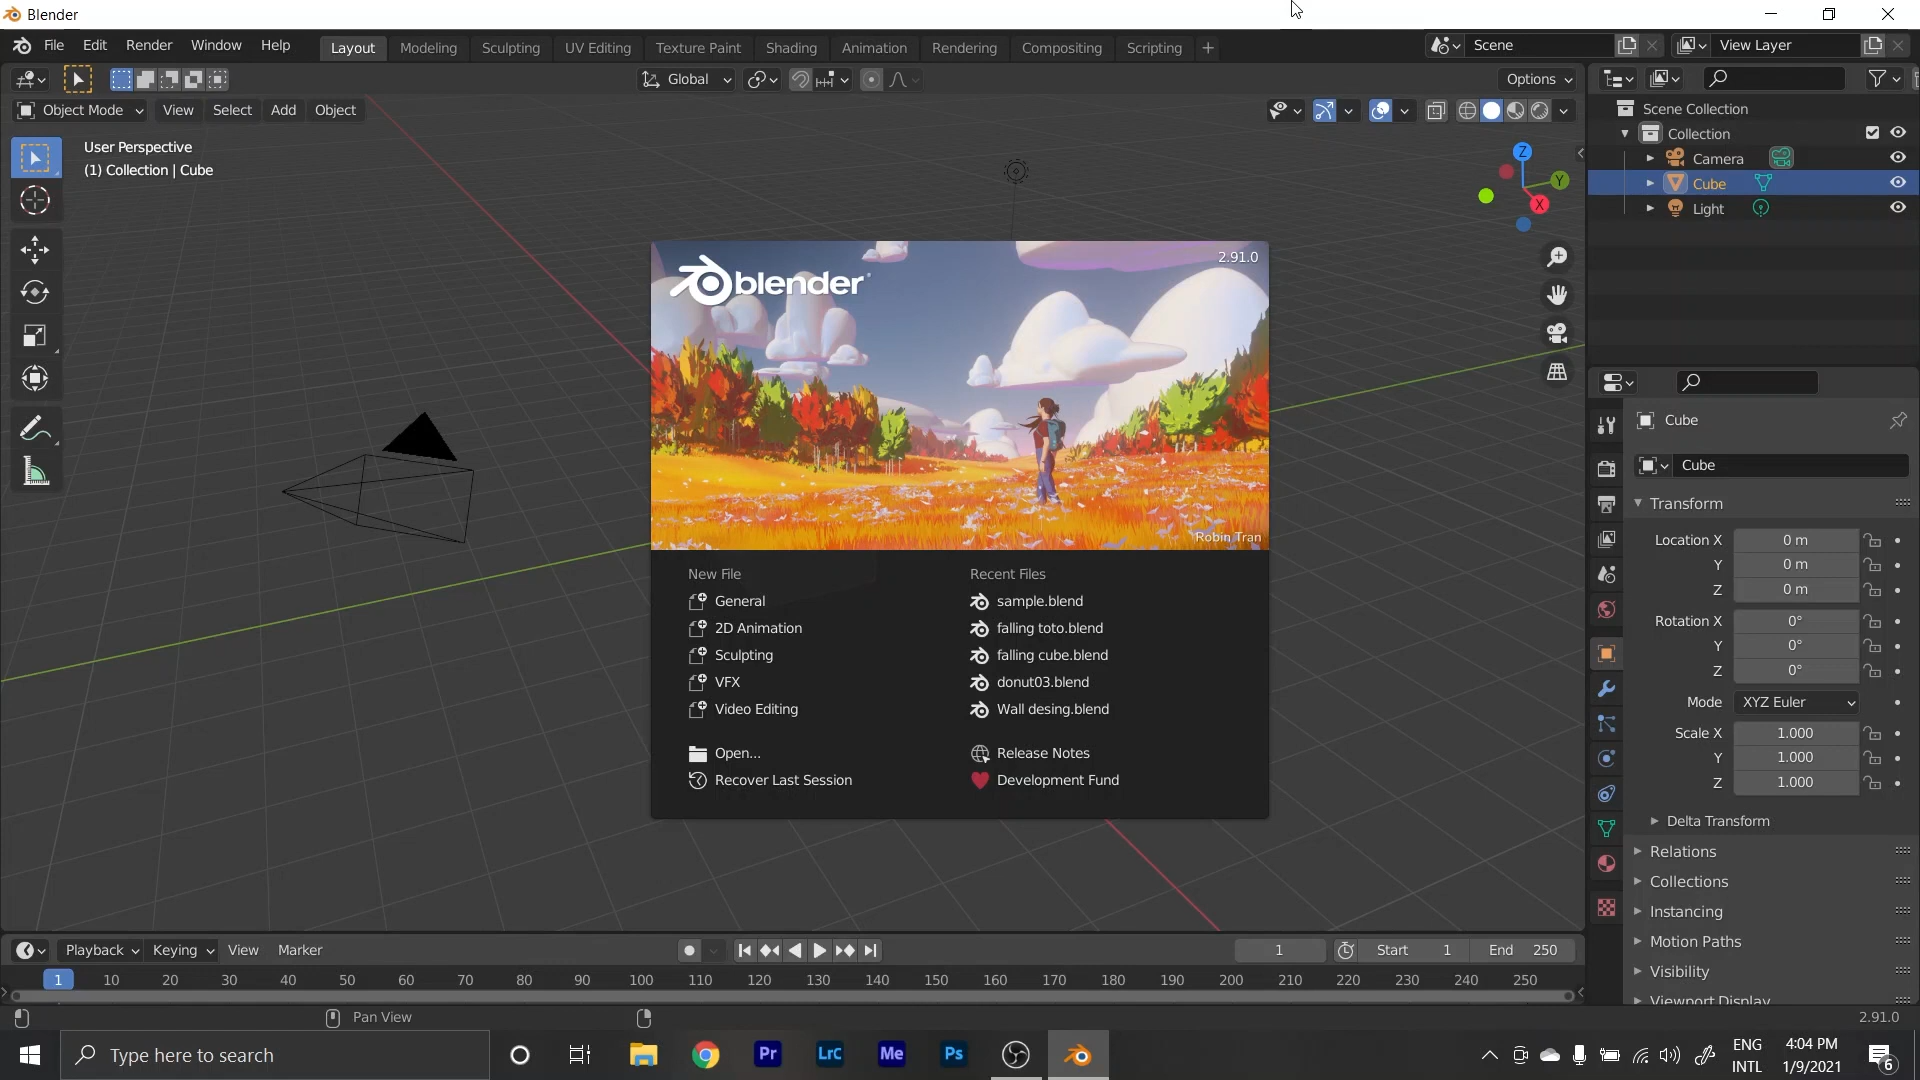 Blender
File Edit Render Window Help
Layout Modeling Sculpting UV Editing Texture Paint Shading Animation Rendering Compositing Scripting +
Scene
View Layer
Global
Options
Object Mode View Select Add Object
User Perspective
(1) Collection | Cube
Z
Y
X
Scene Collection
Collection
Camera
Cube
Light
blender
2.91.0
Robin Tran
New File
General
2D Animation
Sculpting
VFX
Video Editing
Open...
Recover Last Session
Recent Files
sample.blend
falling toto.blend
falling cube.blend
donut03.blend
Wall desing.blend
Release Notes
Development Fund
Cube
Cube
Transform
Location X 0 m
Y 0 m
Z 0 m
Rotation X 0°
Y 0°
Z 0°
Mode XYZ Euler
Scale X 1.000
Y 1.000
Z 1.000
Delta Transform
Relations
Collections
Instancing
Motion Paths
Visibility
Viewport Display
Playback Keying View Marker
1
Start 1
End 250
1 10 20 30 40 50 60 70 80 90 100 110 120 130 140 150 160 170 180 190 200 210 220 230 240 250
Pan View
2.91.0
Type here to search
Pr
LrC
Me
Ps
ENG
INTL
4:04 PM
1/9/2021
6